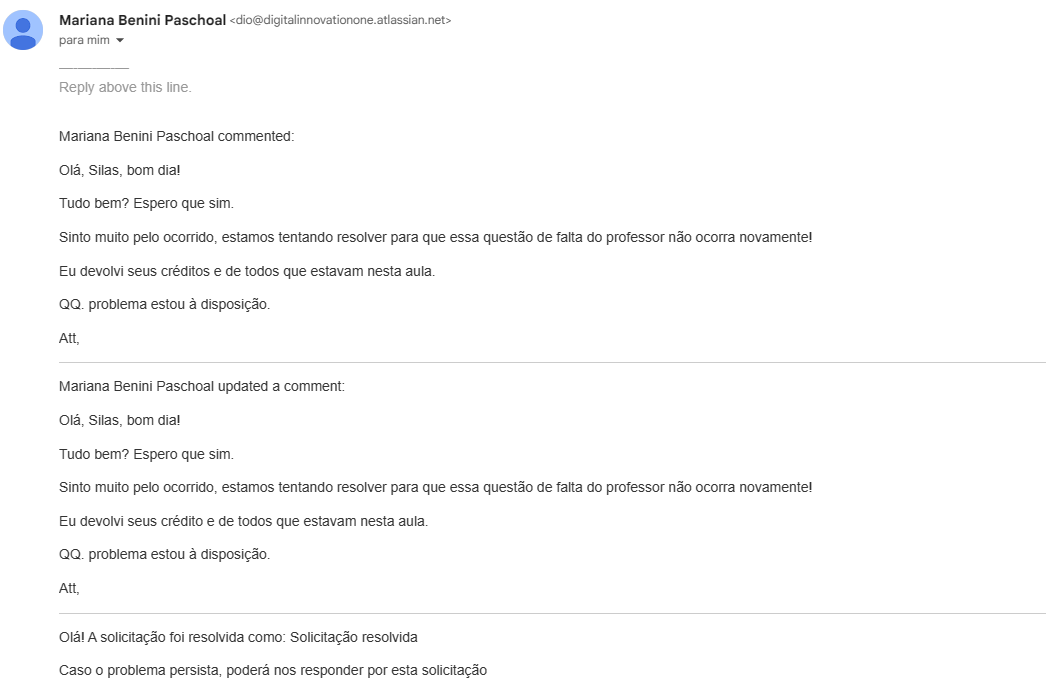 Mariana Benini Paschoal <dio@digitalinnovationone.atlassian.net>
para mim
Reply above this line.
Mariana Benini Paschoal commented:
Olá, Silas, bom dia!
Tudo bem? Espero que sim.
Sinto muito pelo ocorrido, estamos tentando resolver para que essa questão de falta do professor não ocorra novamente!
Eu devolvi seus créditos e de todos que estavam nesta aula.
QQ. problema estou à disposição.
Att,
Mariana Benini Paschoal updated a comment:
Olá, Silas, bom dia!
Tudo bem? Espero que sim.
Sinto muito pelo ocorrido, estamos tentando resolver para que essa questão de falta do professor não ocorra novamente!
Eu devolvi seus crédito e de todos que estavam nesta aula.
QQ. problema estou à disposição.
Att,
Olá! A solicitação foi resolvida como: Solicitação resolvida
Caso o problema persista, poderá nos responder por esta solicitação